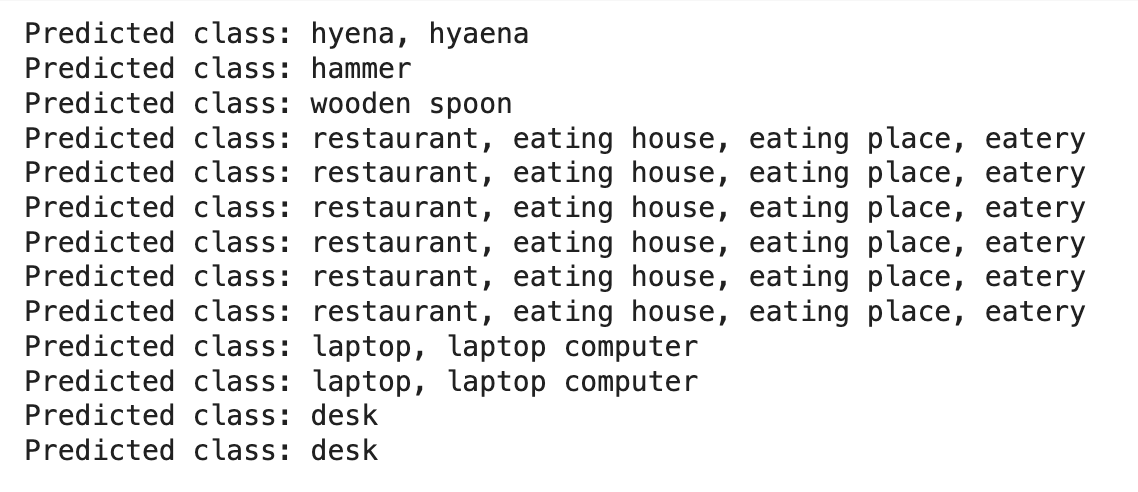 Predicted class: hyena, hyaena
Predicted class: hammer
Predicted class: wooden spoon
Predicted class: restaurant, eating house, eating place, eatery
Predicted class: restaurant, eating house, eating place, eatery
Predicted class: restaurant, eating house, eating place, eatery
Predicted class: restaurant, eating house, eating place, eatery
Predicted class: restaurant, eating house, eating place, eatery
Predicted class: restaurant, eating house, eating place, eatery
Predicted class: laptop, laptop computer
Predicted class: laptop, laptop computer
Predicted class: desk
Predicted class: desk